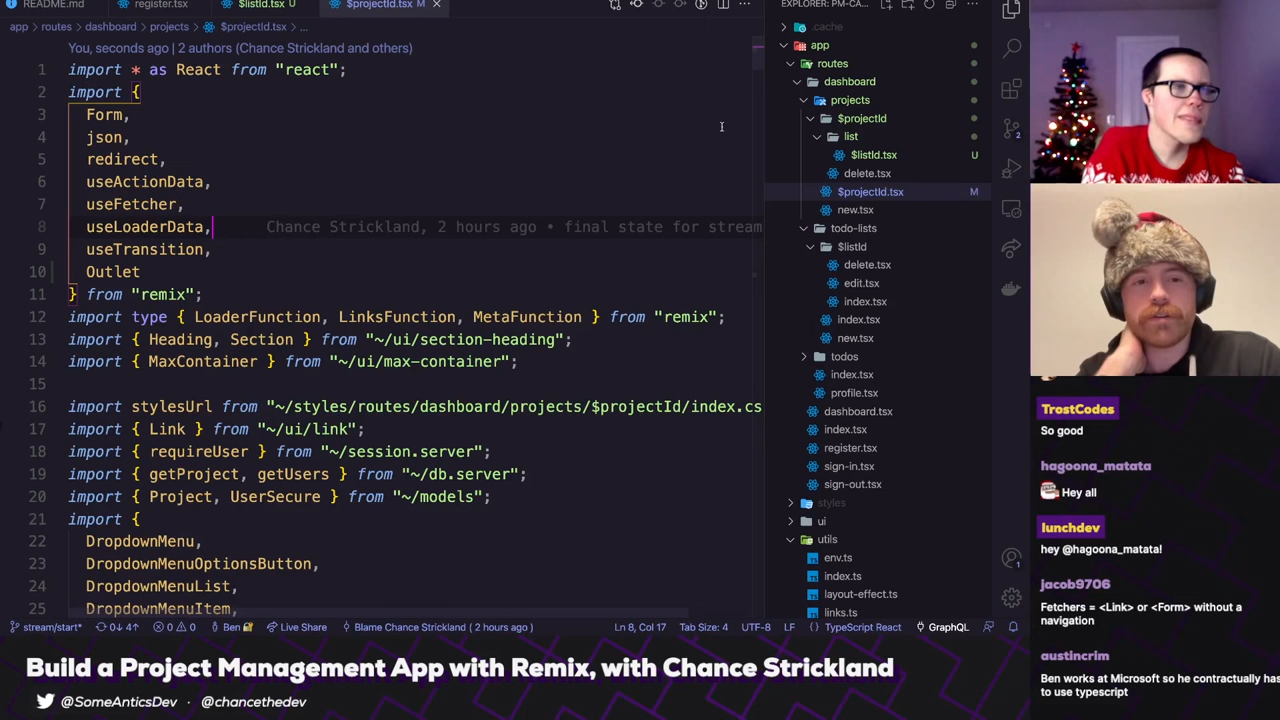 README.md
register.tsx
$listId.tsx U
$projectId.tsx M
EXPLORER: PM-CA...
app > routes > dashboard > projects > $projectId.tsx > ...
You, seconds ago | 2 authors (Chance Strickland and others)
1 import * as React from "react";
2 import {
3 Form,
4 json,
5 redirect,
6 useActionData,
7 useFetcher,
8 useLoaderData, Chance Strickland, 2 hours ago • final state for stream
9 useTransition,
10 Outlet
11 } from "remix";
12 import type { LoaderFunction, LinksFunction, MetaFunction } from "remix";
13 import { Heading, Section } from "~/ui/section-heading";
14 import { MaxContainer } from "~/ui/max-container";
15
16 import stylesUrl from "~/styles/routes/dashboard/projects/$projectId/index.cs
17 import { Link } from "~/ui/link";
18 import { requireUser } from "~/session.server";
19 import { getProject, getUsers } from "~/db.server";
20 import { Project, UserSecure } from "~/models";
21 import {
22 DropdownMenu,
23 DropdownMenuOptionsButton,
24 DropdownMenuList,
25 DropdownMenuItem,
.cache
app
routes
dashboard
projects
$projectId
list
$listId.tsx U
delete.tsx
$projectId.tsx M
new.tsx
todo-lists
$listId
delete.tsx
edit.tsx
index.tsx
index.tsx
new.tsx
todos
index.tsx
profile.tsx
dashboard.tsx
index.tsx
register.tsx
sign-in.tsx
sign-out.tsx
styles
ui
utils
env.ts
index.ts
layout-effect.ts
links.ts
2
1
stream/start* 0↓ 4↑ 0 0 Ben Live Share Blame Chance Strickland ( 2 hours ago ) Ln 8, Col 17 Tab Size: 4 UTF-8 LF {} TypeScript React GraphQL
TrostCodes
So good
hagoona_matata
Hey all
lunchdev
hey @hagoona_matata!
jacob9706
Fetchers = <Link> or <Form> without a
navigation
austincrim
Ben works at Microsoft so he contractually has
to use typescript
Build a Project Management App with Remix, with Chance Strickland
@SomeAnticsDev · @chancethedev